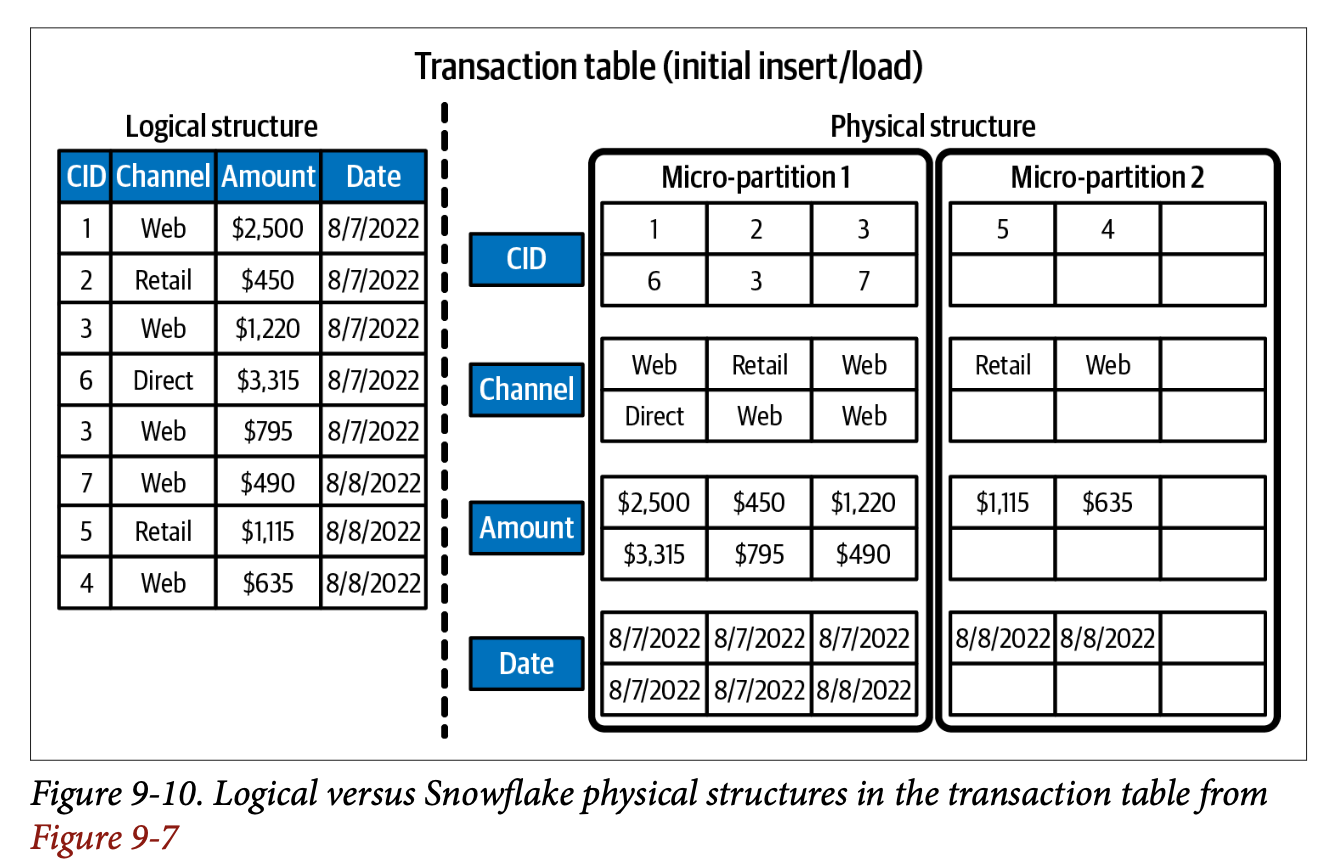 Transaction table (initial insert/load)
Logical structure
CID Channel Amount Date
1 Web $2,500 8/7/2022
2 Retail $450 8/7/2022
3 Web $1,220 8/7/2022
6 Direct $3,315 8/7/2022
3 Web $795 8/7/2022
7 Web $490 8/8/2022
5 Retail $1,115 8/8/2022
4 Web $635 8/8/2022
Physical structure
Micro-partition 1 Micro-partition 2
CID
1 2 3 5 4
6 3 7
Channel
Web Retail Web Retail Web
Direct Web Web
Amount
$2,500 $450 $1,220 $1,115 $635
$3,315 $795 $490
Date
8/7/2022 8/7/2022 8/7/2022 8/8/2022 8/8/2022
8/7/2022 8/7/2022 8/8/2022
Figure 9-10. Logical versus Snowflake physical structures in the transaction table from
Figure 9-7